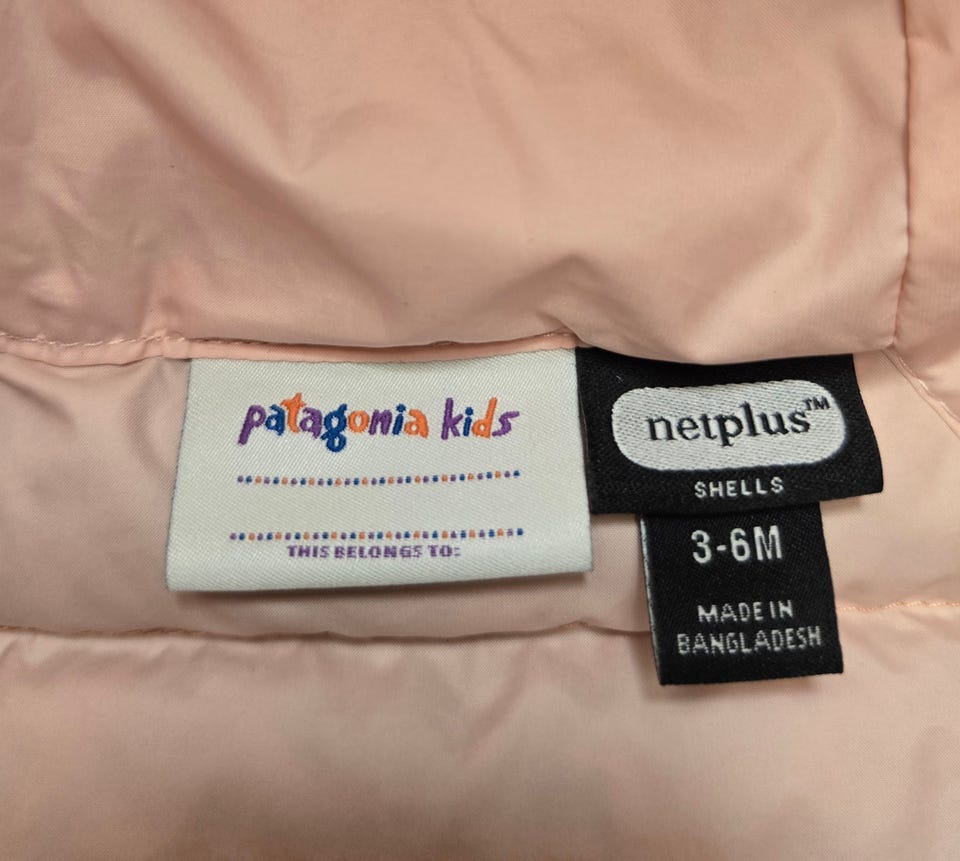 patagonia kids
THIS BELONGS TO:
netplus™
SHELLS
3-6M
MADE IN
BANGLADESH